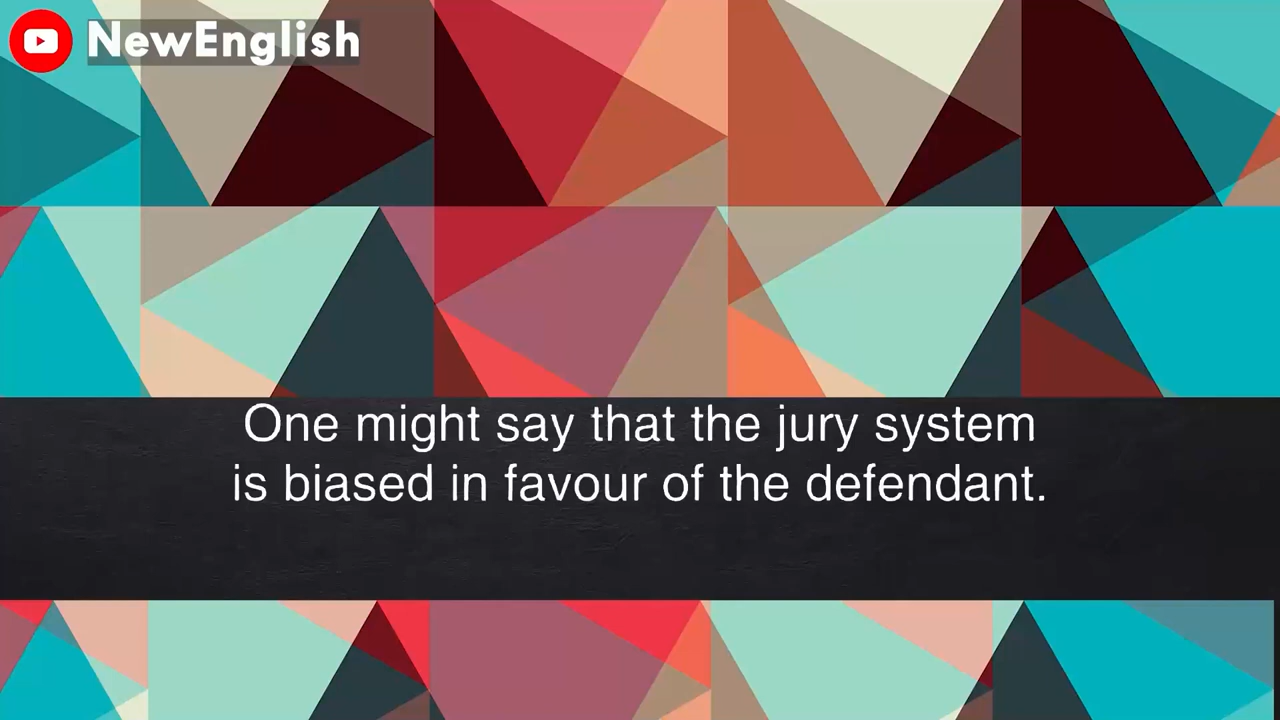 NewEnglish
One might say that the jury system
is biased in favour of the defendant.